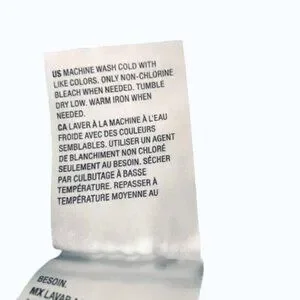 US MACHINE WASH COLD WITH
LIKE COLORS. ONLY NON-CHLORINE
BLEACH WHEN NEEDED. TUMBLE
DRY LOW. WARM IRON WHEN
NEEDED.
CA LAVER À LA MACHINE À L'EAU
FROIDE AVEC DES COULEURS
SEMBLABLES. UTILISER UN AGENT
DE BLANCHIMENT NON CHLORÉ
SEULEMENT AU BESOIN. SÉCHER
PAR CULBUTAGE À BASSE
TEMPÉRATURE. REPASSER À
TEMPÉRATURE MOYENNE AU
BESOIN.
MX LAVAR